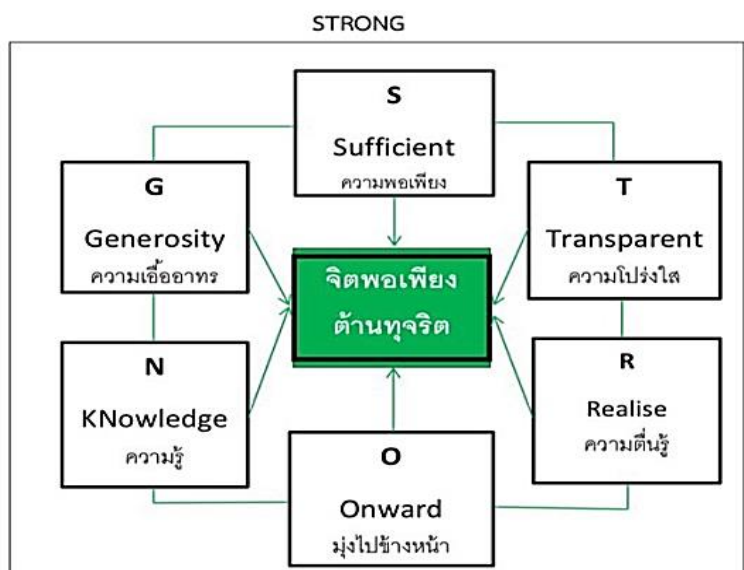 STRONG
S
Sufficient
ความพอเพียง
T
Transparent
ความโปร่งใส
R
Realise
ความตื่นรู้
O
Onward
มุ่งไปข้างหน้า
N
KNowledge
ความรู้
G
Generosity
ความเอื้ออาทร
จิตพอเพียง
ต้านทุจริต